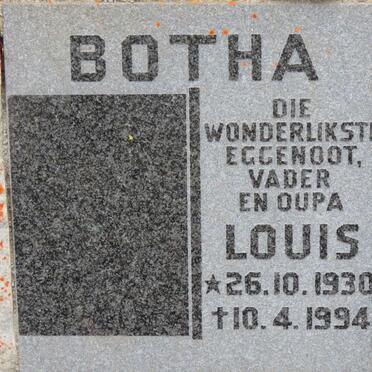 BOTHA
DIE
WONDERLIKSTE
EGGENOOT,
VADER
EN OUPA
LOUIS
*26.10.1930
†10.4.1994